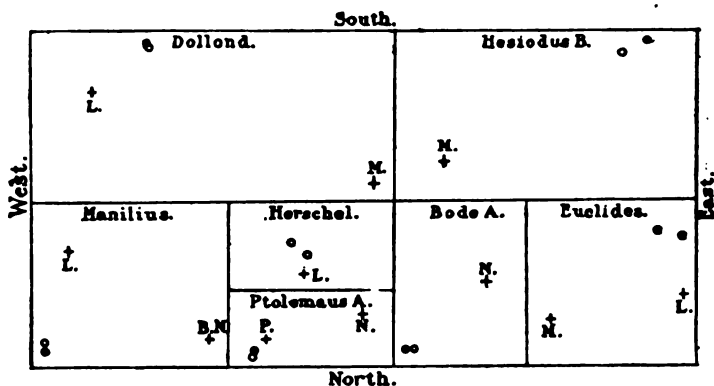 South.
Dollond.
Hesiodus B.
L.
M.
M.
West.
East.
Manilius.
Herschel.
Bode A.
Euclides.
L.
L.
N.
L.
Ptolemaus A.
B.N
P.
N.
M.
North.